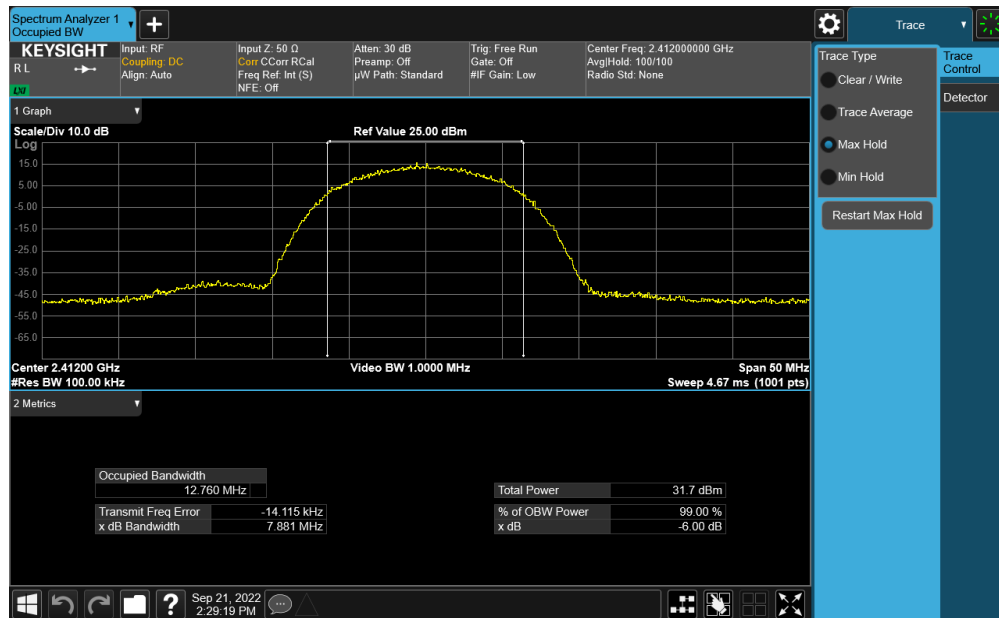 Spectrum Analyzer 1
Occupied BW
+
Trace
KEYSIGHT
R L
LXI
Input: RF
Coupling: DC
Align: Auto
Input Z: 50 Ω
Corr CCorr RCal
Freq Ref: Int (S)
NFE: Off
Atten: 30 dB
Preamp: Off
µW Path: Standard
Trig: Free Run
Gate: Off
#IF Gain: Low
Center Freq: 2.412000000 GHz
Avg|Hold: 100/100
Radio Std: None
Trace Type
Clear / Write
Trace Average
Max Hold
Min Hold
Restart Max Hold
Trace Control
Detector
1 Graph
Scale/Div 10.0 dB
Ref Value 25.00 dBm
Log
15.0
5.00
-5.00
-15.0
-25.0
-35.0
-45.0
-55.0
-65.0
Center 2.41200 GHz
Video BW 1.0000 MHz
Span 50 MHz
#Res BW 100.00 kHz
Sweep 4.67 ms (1001 pts)
2 Metrics
Occupied Bandwidth
12.760 MHz
Total Power 31.7 dBm
Transmit Freq Error -14.115 kHz
% of OBW Power 99.00 %
x dB Bandwidth 7.881 MHz
x dB -6.00 dB
?
Sep 21, 2022
2:29:19 PM